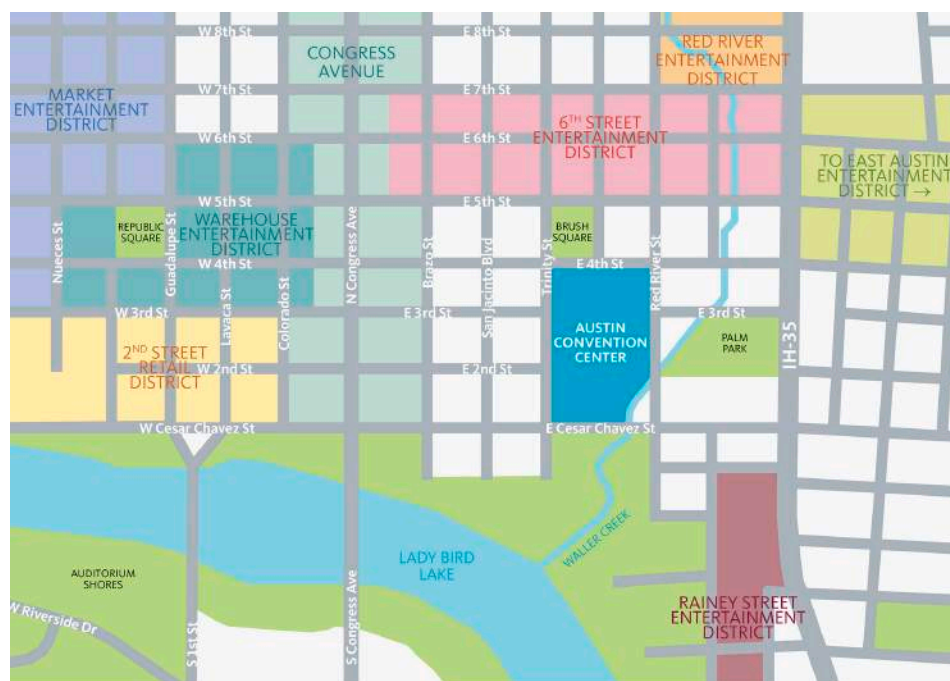 W 8th St
E 8th St
CONGRESS
AVENUE
RED RIVER
ENTERTAINMENT
DISTRICT
W 7th St
E 7th St
MARKET
ENTERTAINMENT
DISTRICT
W 6th St
E 6th St
6TH STREET
ENTERTAINMENT
DISTRICT
TO EAST AUSTIN
ENTERTAINMENT
DISTRICT →
W 5th St
E 5th St
Nueces St
REPUBLIC
SQUARE
Guadalupe St
WAREHOUSE
ENTERTAINMENT
DISTRICT
N Congress Ave
Brazo St
San Jacinto Blvd
Trinity St
BRUSH
SQUARE
Red River St
W 4th St
E 4th St
Lavaca St
Colorado St
W 3rd St
E 3rd St
E 3rd St
AUSTIN
CONVENTION
CENTER
PALM
PARK
IH-35
2ND STREET
RETAIL
DISTRICT
W 2nd St
E 2nd St
W Cesar Chavez St
E Cesar Chavez St
WALLER CREEK
LADY BIRD
LAKE
AUDITORIUM
SHORES
W Riverside Dr
S 1st St
S Congress Ave
RAINEY STREET
ENTERTAINMENT
DISTRICT